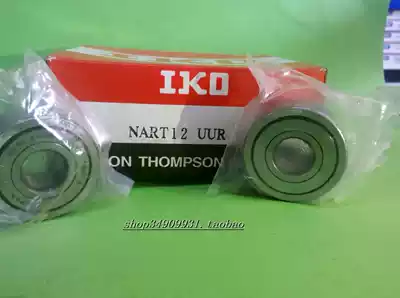 IKO
NART12 UUR
ON THOMPSON
shop34909931.taobao